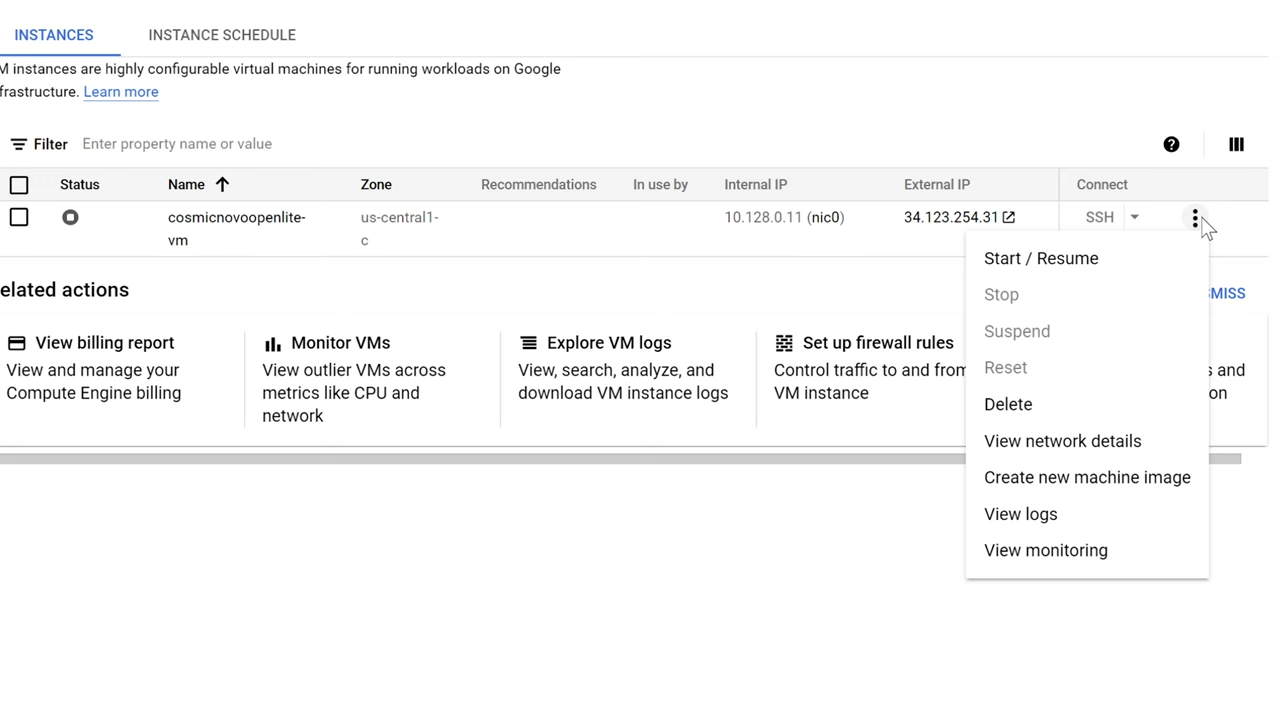 INSTANCES
INSTANCE SCHEDULE
M instances are highly configurable virtual machines for running workloads on Google
frastructure. Learn more
Filter Enter property name or value
Status Name Zone Recommendations In use by Internal IP External IP Connect
cosmicnovoopenlite- us-central1- 10.128.0.11 (nic0) 34.123.254.31 SSH
vm c
Start / Resume
Stop
Suspend
Reset
Delete
View network details
Create new machine image
View logs
View monitoring
elated actions
MISS
View billing report
View and manage your
Compute Engine billing
Monitor VMs
View outlier VMs across
metrics like CPU and
network
Explore VM logs
View, search, analyze, and
download VM instance logs
Set up firewall rules
Control traffic to and from
VM instance
s and
on